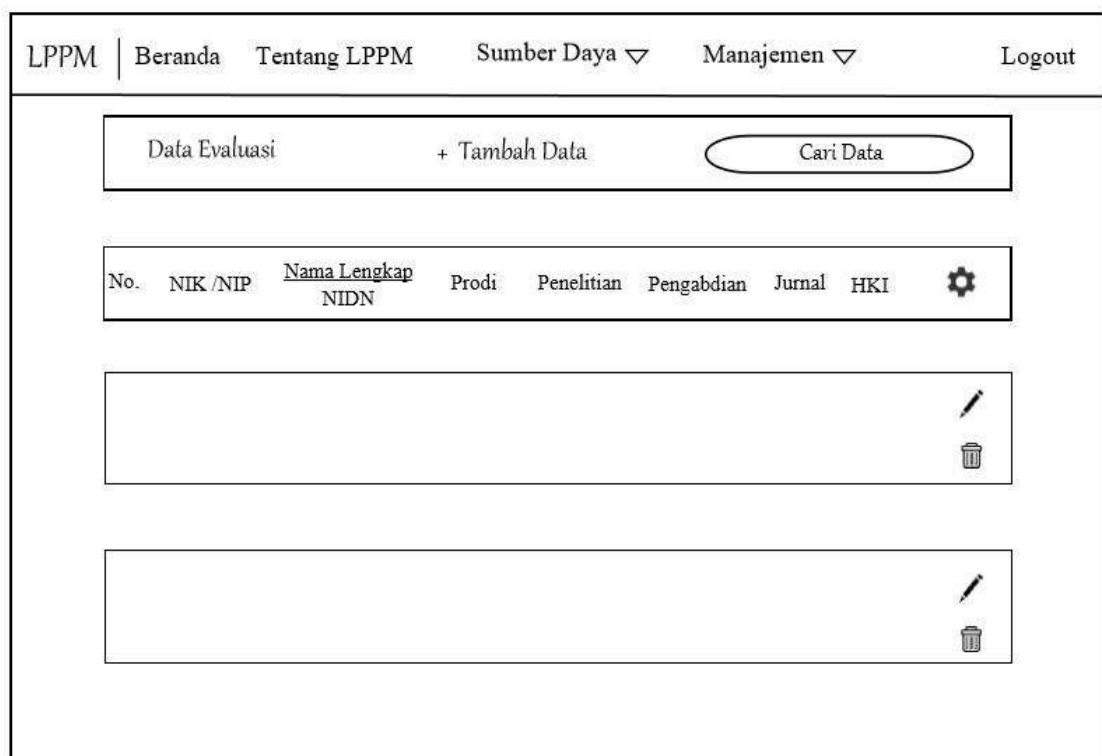 LPPM Beranda Tentang LPPM Sumber Daya Manajemen Logout
Data Evaluasi + Tambah Data Cari Data
No. NIK /NIP Nama Lengkap Prodi Penelitian Pengabdian Jurnal HKI
NIDN